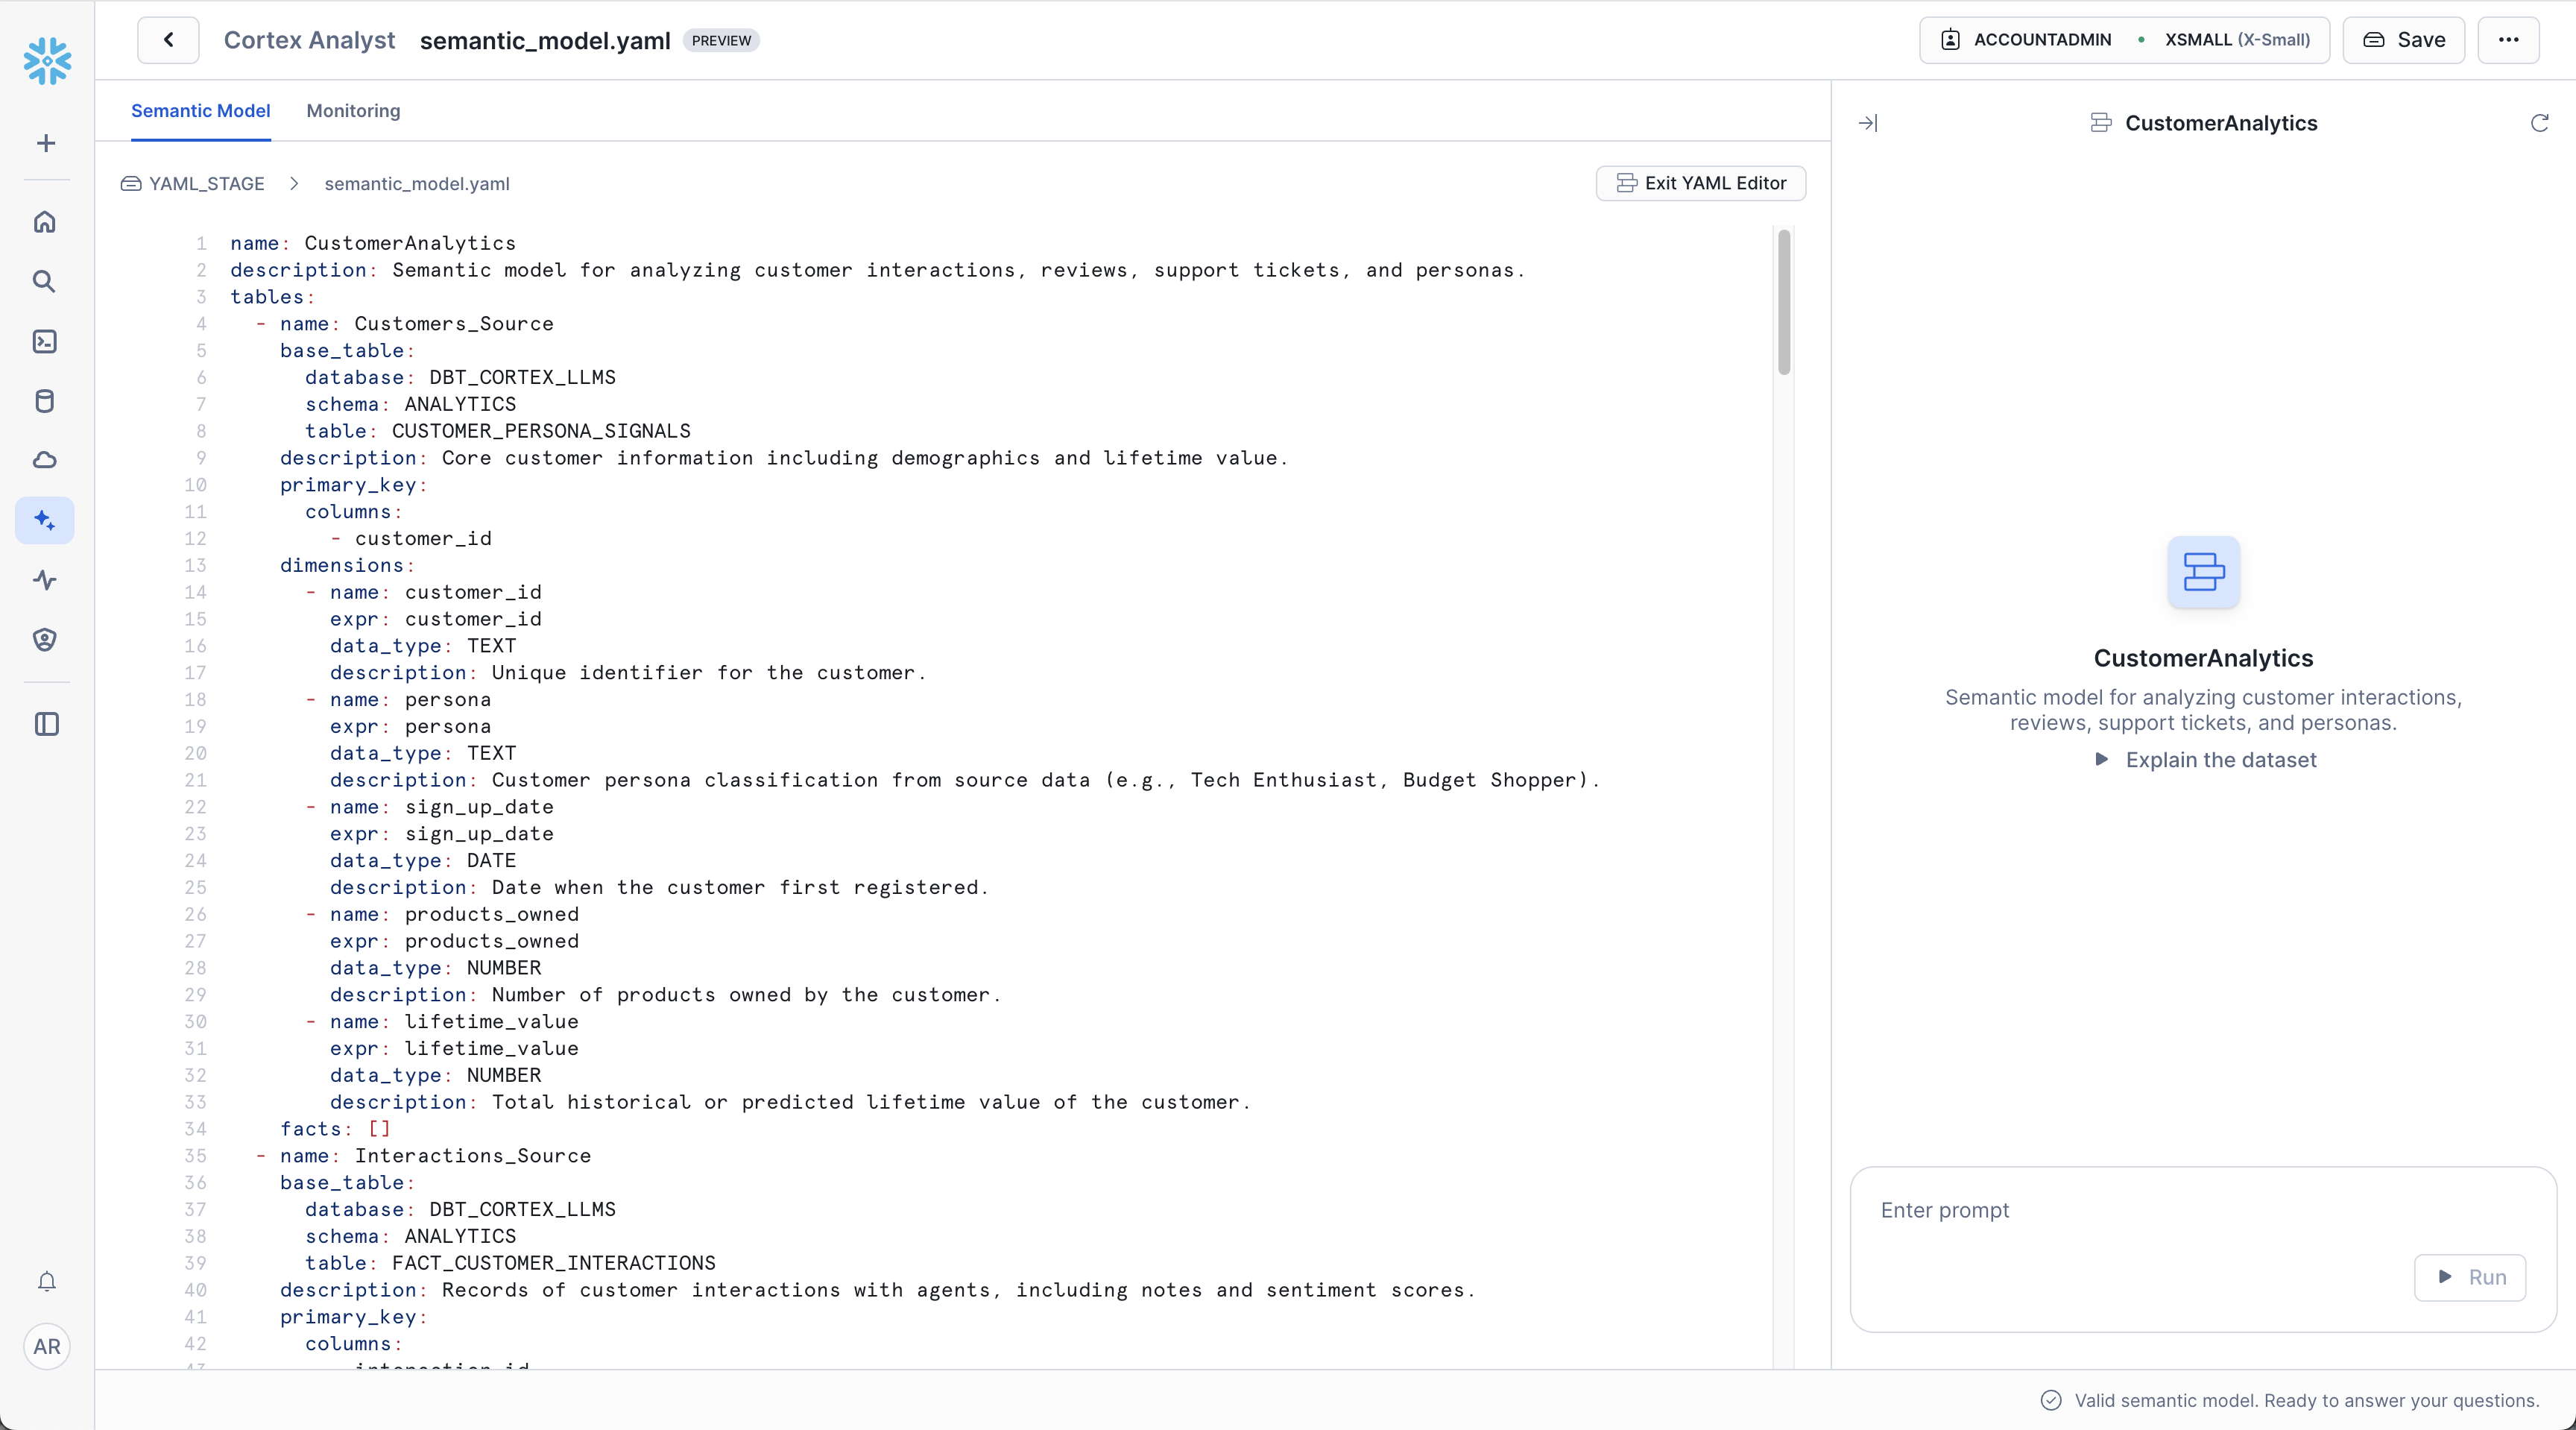 Cortex Analyst semantic_model.yaml PREVIEW
ACCOUNTADMIN • XSMALL (X-Small)
Save
Semantic Model
Monitoring
YAML_STAGE > semantic_model.yaml
Exit YAML Editor
1 name: CustomerAnalytics
2 description: Semantic model for analyzing customer interactions, reviews, support tickets, and personas.
3 tables:
4 - name: Customers_Source
5 base_table:
6 database: DBT_CORTEX_LLMS
7 schema: ANALYTICS
8 table: CUSTOMER_PERSONA_SIGNALS
9 description: Core customer information including demographics and lifetime value.
10 primary_key:
11 columns:
12 - customer_id
13 dimensions:
14 - name: customer_id
15 expr: customer_id
16 data_type: TEXT
17 description: Unique identifier for the customer.
18 - name: persona
19 expr: persona
20 data_type: TEXT
21 description: Customer persona classification from source data (e.g., Tech Enthusiast, Budget Shopper).
22 - name: sign_up_date
23 expr: sign_up_date
24 data_type: DATE
25 description: Date when the customer first registered.
26 - name: products_owned
27 expr: products_owned
28 data_type: NUMBER
29 description: Number of products owned by the customer.
30 - name: lifetime_value
31 expr: lifetime_value
32 data_type: NUMBER
33 description: Total historical or predicted lifetime value of the customer.
34 facts: []
35 - name: Interactions_Source
36 base_table:
37 database: DBT_CORTEX_LLMS
38 schema: ANALYTICS
39 table: FACT_CUSTOMER_INTERACTIONS
40 description: Records of customer interactions with agents, including notes and sentiment scores.
41 primary_key:
42 columns:
AR
CustomerAnalytics
CustomerAnalytics
Semantic model for analyzing customer interactions,
reviews, support tickets, and personas.
Explain the dataset
Enter prompt
Run
Valid semantic model. Ready to answer your questions.